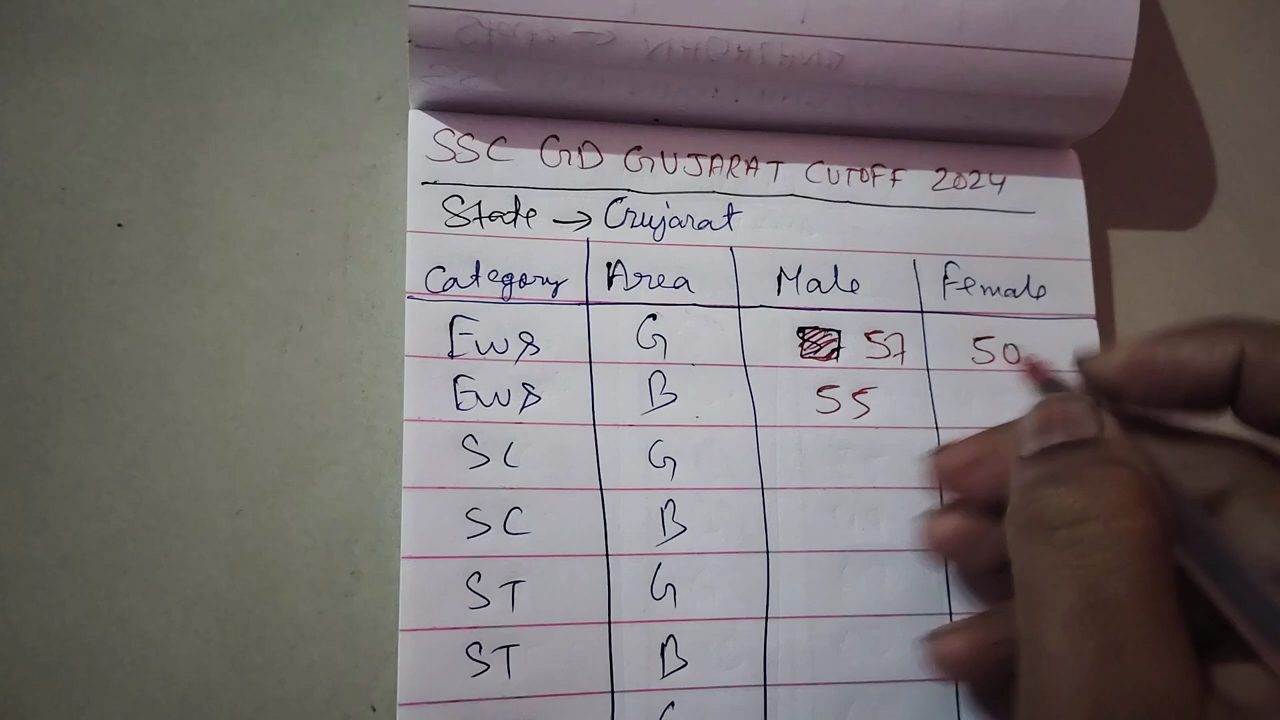 SSC GD GUJARAT CUTOFF 2024
State → Gujarat
Category Area Male Female
EWS G 57 50
EWS B 55
SC G
SC B
ST G
ST B
G